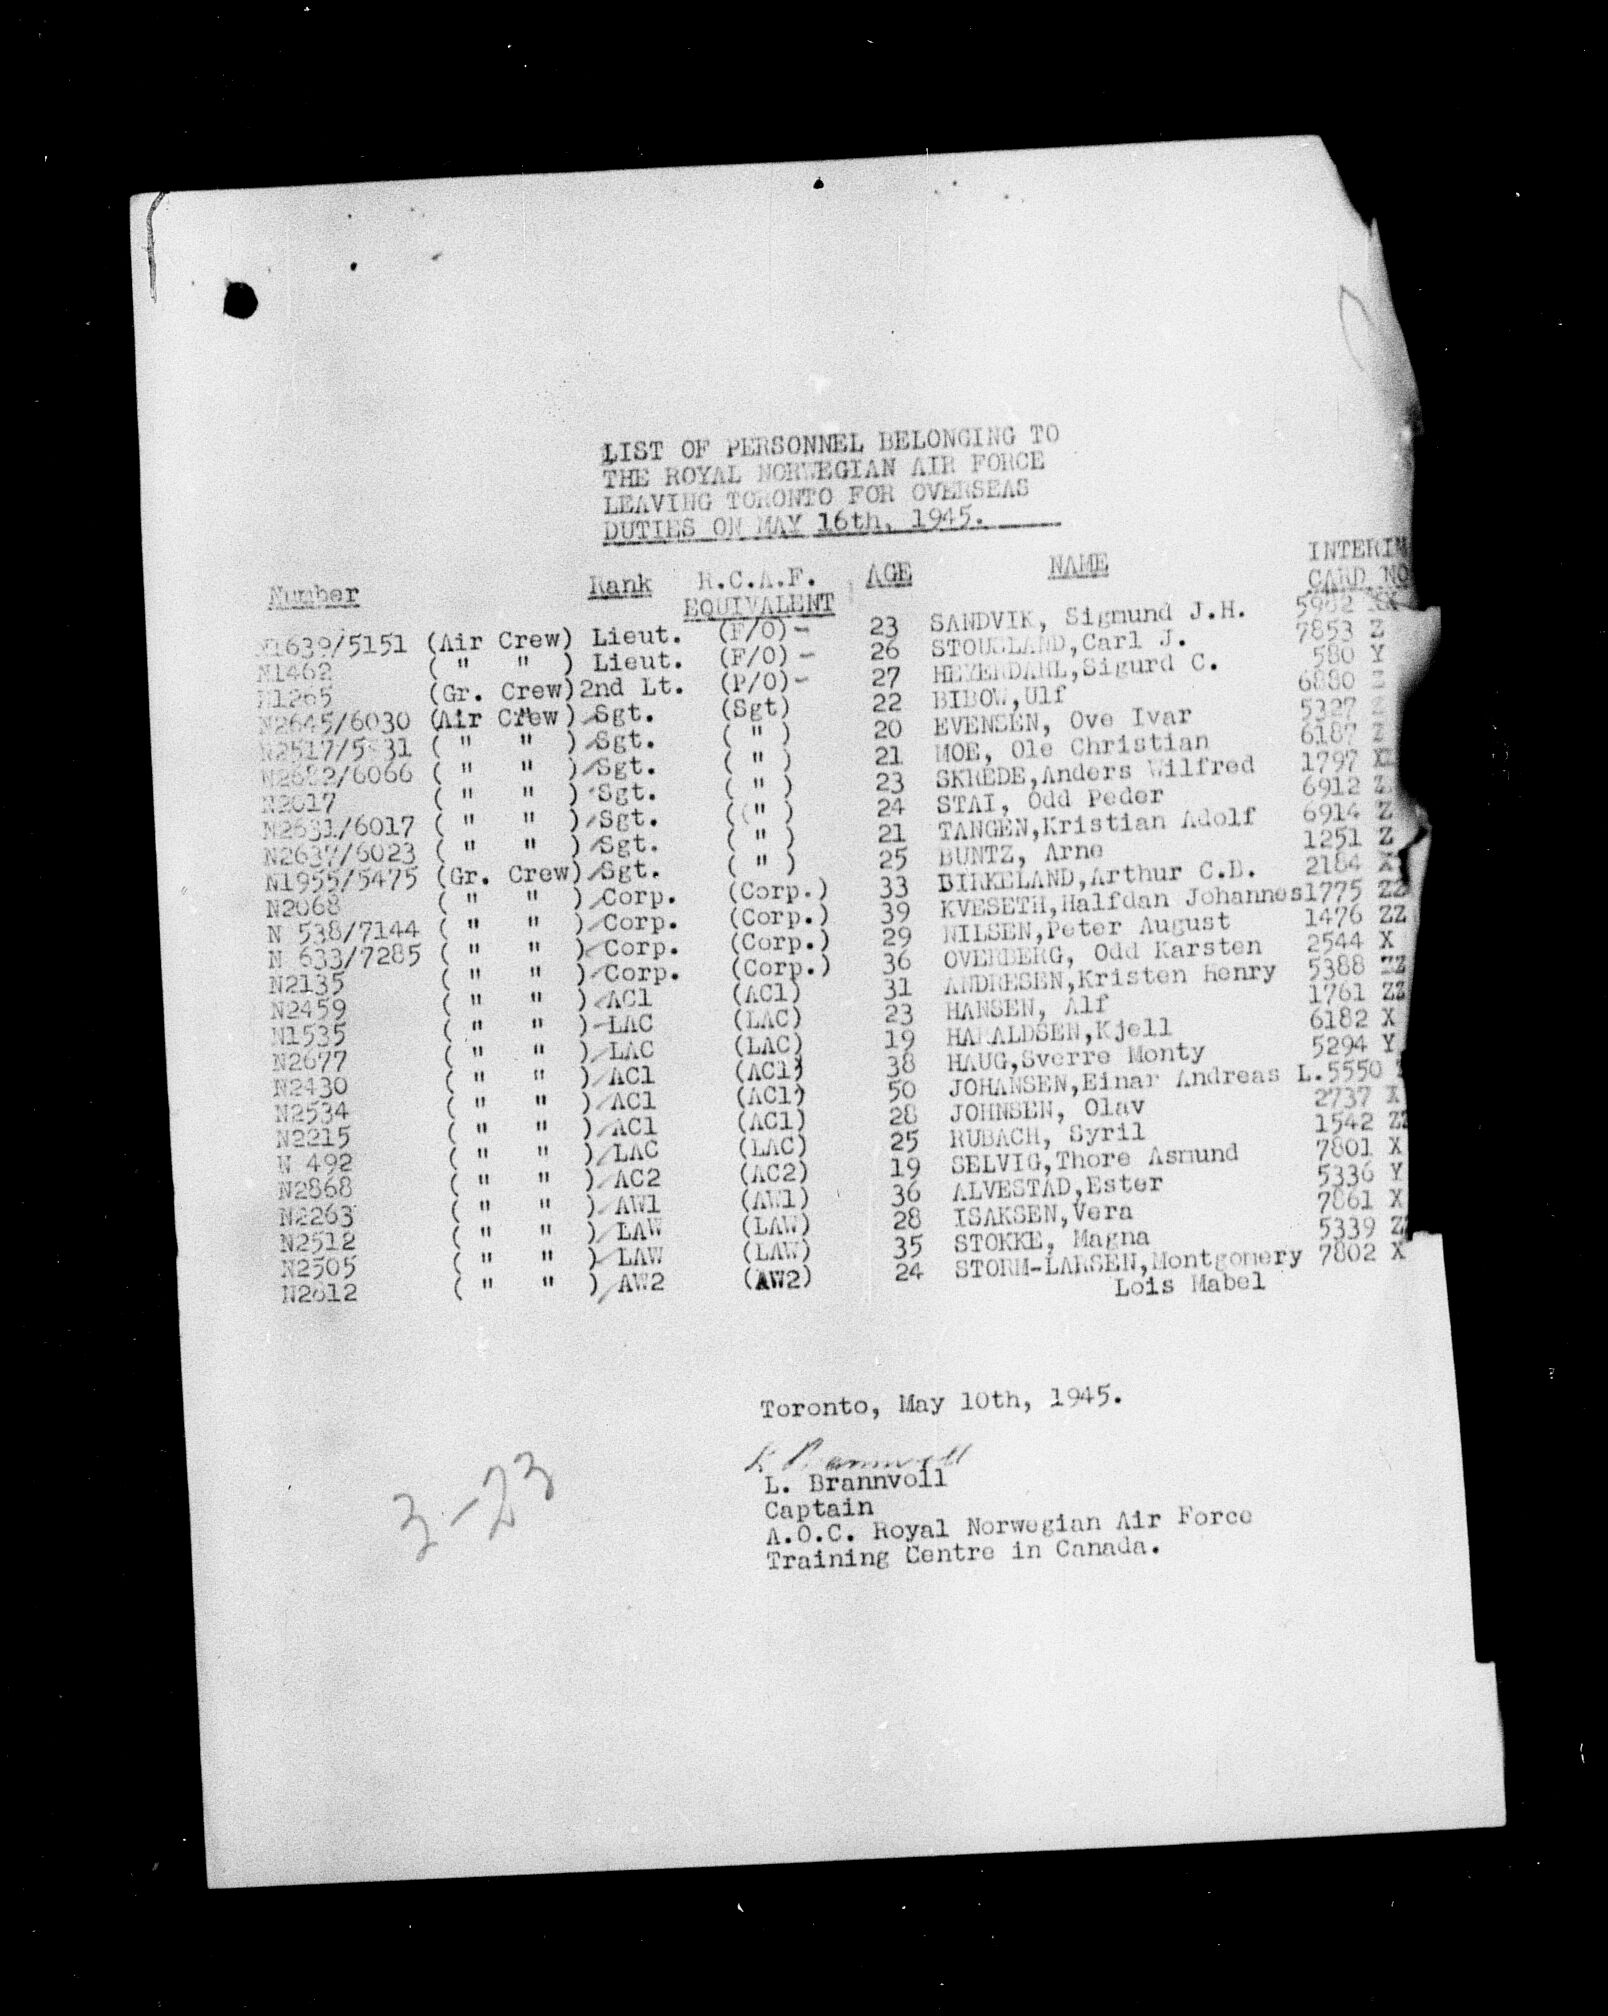 LIST OF PERSONNEL BELONGING TO
THE ROYAL NORWEGIAN AIR FORCE
LEAVING TORONTO FOR OVERSEAS
DUTIES ON MAY 16th, 1945.
Number Rank R.C.A.F. EQUIVALENT AGE NAME INTERIM CARD NO
N1639/5151 (Air Crew) Lieut. (F/O)- 23 SANDVIK, Sigmund J.H. 5902 XX
N1462 ( " " ) Lieut. (F/O)- 26 STOUSLAND,Carl J. 7853 Z
N1265 (Gr. Crew)2nd Lt. (P/O)- 27 HEYERDAHL,Sigurd C. 580 Y
N2645/6030 (Air Crew) Sgt. (Sgt) 22 BIBOW,Ulf 6880 Z
( " " ) Sgt. ( " ) 20 EVENSEN, Ove Ivar 5327 Z
( " " ) Sgt. ( " ) 21 MOE, Ole Christian 6187 Z
N2017 ( " " ) Sgt. ( " ) 23 SKREDE,Anders Wilfred 1797
N2631/6017 ( " " ) Sgt. ( " ) 24 STAI, Odd Peder 6912 Z
N2637/6023 ( " " ) Sgt. ( " ) 21 TANGEN,Kristian Adolf 6914 Z
N1955/5475 (Gr. Crew) Sgt. ( " ) 25 BUNTZ, Arne 1251 Z
N2068 ( " " ) Corp. (Corp.) 33 BIRKELAND,Arthur C.D. 2184 X
N 538/7144 ( " " ) Corp. (Corp.) 39 KVESETH,Halfdan Johannes 1775 ZZ
N 633/7285 ( " " ) Corp. (Corp.) 29 NILSEN,Peter August 1476 ZZ
N2135 ( " " ) Corp. (Corp.) 36 OVERBERG, Odd Karsten 2544 X
N2459 ( " " ) AC1 (AC1) 31 ANDRESEN,Kristen Henry 5388 ZZ
N1535 ( " " ) LAC (LAC) 23 HANSEN, Alf 1761 ZZ
N2677 ( " " ) LAC (LAC) 19 HARALDSEN,Kjell 6182 X
N2430 ( " " ) AC1 (AC1) 38 HAUG,Sverre Monty 5294 Y
N2534 ( " " ) AC1 (AC1) 50 JOHANSEN,Einar Andreas L. 5550
N2215 ( " " ) AC1 (AC1) 28 JOHNSEN, Olav 2737 X
N 492 ( " " ) LAC (LAC) 25 RUBACH, Syril 1542 ZZ
N2868 ( " " ) AC2 (AC2) 19 SELVIG,Thore Asmund 7801 X
N2263 ( " " ) AW1 (AW1) 36 ALVESTAD,Ester 5336 Y
N2512 ( " " ) LAW (LAW) 28 ISAKSEN,Vera 7861 X
N2505 ( " " ) LAW (LAW) 35 STOKKE, Magna 5339 ZZ
N2812 ( " " ) AW2 (AW2) 24 STORM-LARSEN,Montgomery 7802 X
Lois Mabel
Toronto, May 10th, 1945.
L. Brannvoll
L. Brannvoll
Captain
A.O.C. Royal Norwegian Air Force
Training Centre in Canada.
3-23